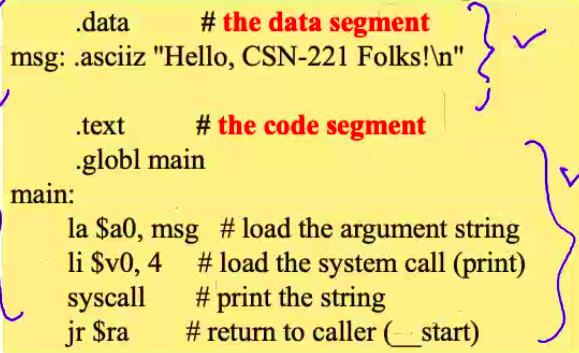 .data # the data segment
msg: .asciiz "Hello, CSN-221 Folks!\n"
.text # the code segment
.globl main
main:
la $a0, msg # load the argument string
li $v0, 4 # load the system call (print)
syscall # print the string
jr $ra # return to caller (__start)